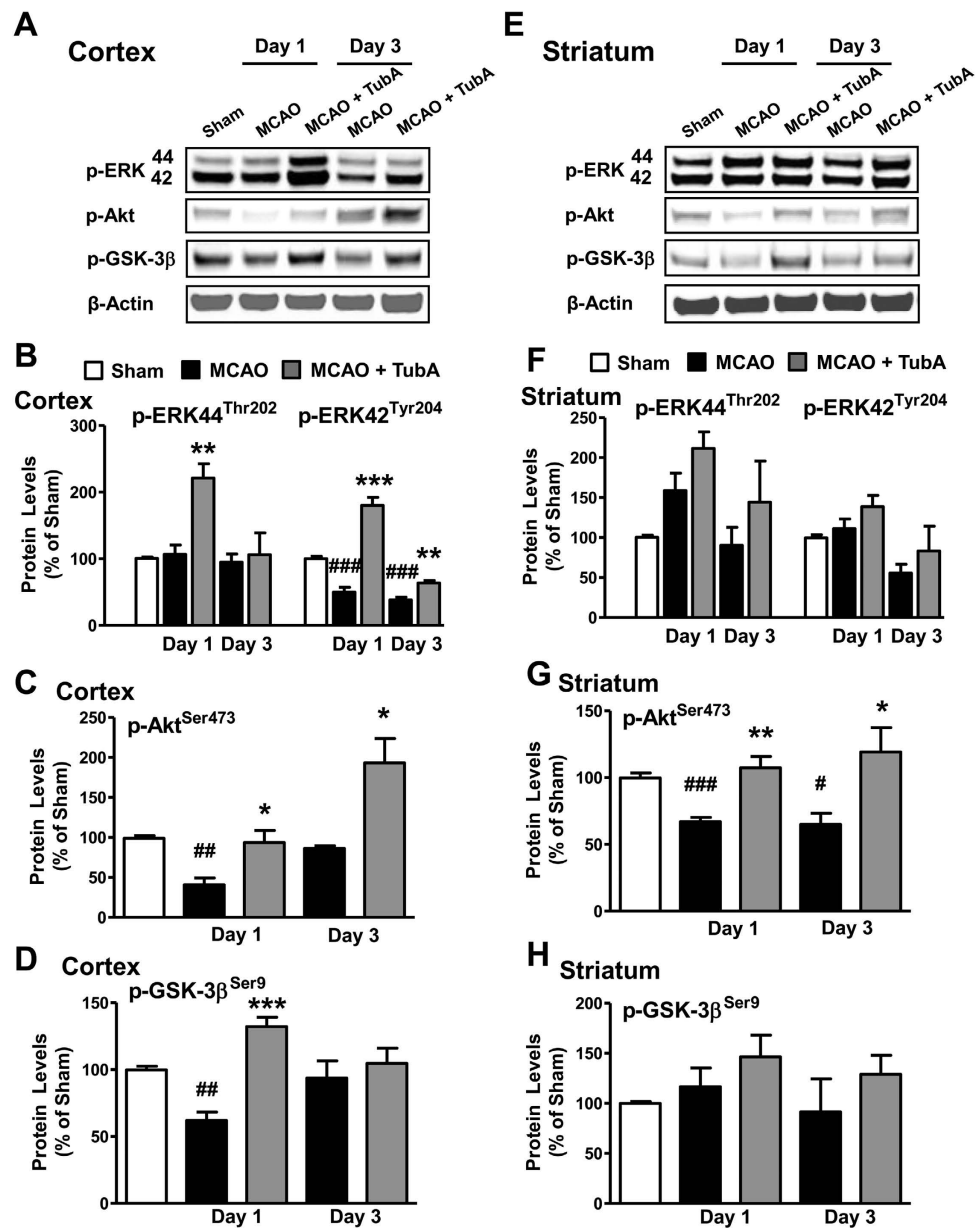 A Cortex
Day 1 Day 3
Sham MCAO MCAO + TubA MCAO MCAO + TubA
p-ERK 44
42
p-Akt
p-GSK-3β
β-Actin
E Striatum
Day 1 Day 3
Sham MCAO MCAO + TubA MCAO MCAO + TubA
p-ERK 44
42
p-Akt
p-GSK-3β
β-Actin
B Sham MCAO MCAO + TubA
Cortex
p-ERK44Thr202 p-ERK42Tyr204
Protein Levels
(% of Sham)
300
250
200
100
50
0
**
###
***
###
**
Day 1 Day 3 Day 1 Day 3
F Sham MCAO MCAO + TubA
Striatum
p-ERK44Thr202 p-ERK42Tyr204
Protein Levels
(% of Sham)
250
200
150
100
50
0
Day 1 Day 3 Day 1 Day 3
C Cortex
p-AktSer473
Protein Levels
(% of Sham)
250
200
150
100
50
0
##
*
*
Day 1 Day 3
G Striatum
p-AktSer473
Protein Levels
(% of Sham)
150
100
50
0
###
**
#
*
Day 1 Day 3
D Cortex
p-GSK-3βSer9
Protein Levels
(% of Sham)
150
100
50
0
##
***
Day 1 Day 3
H Striatum
p-GSK-3βSer9
Protein Levels
(% of Sham)
200
150
100
50
0
Day 1 Day 3